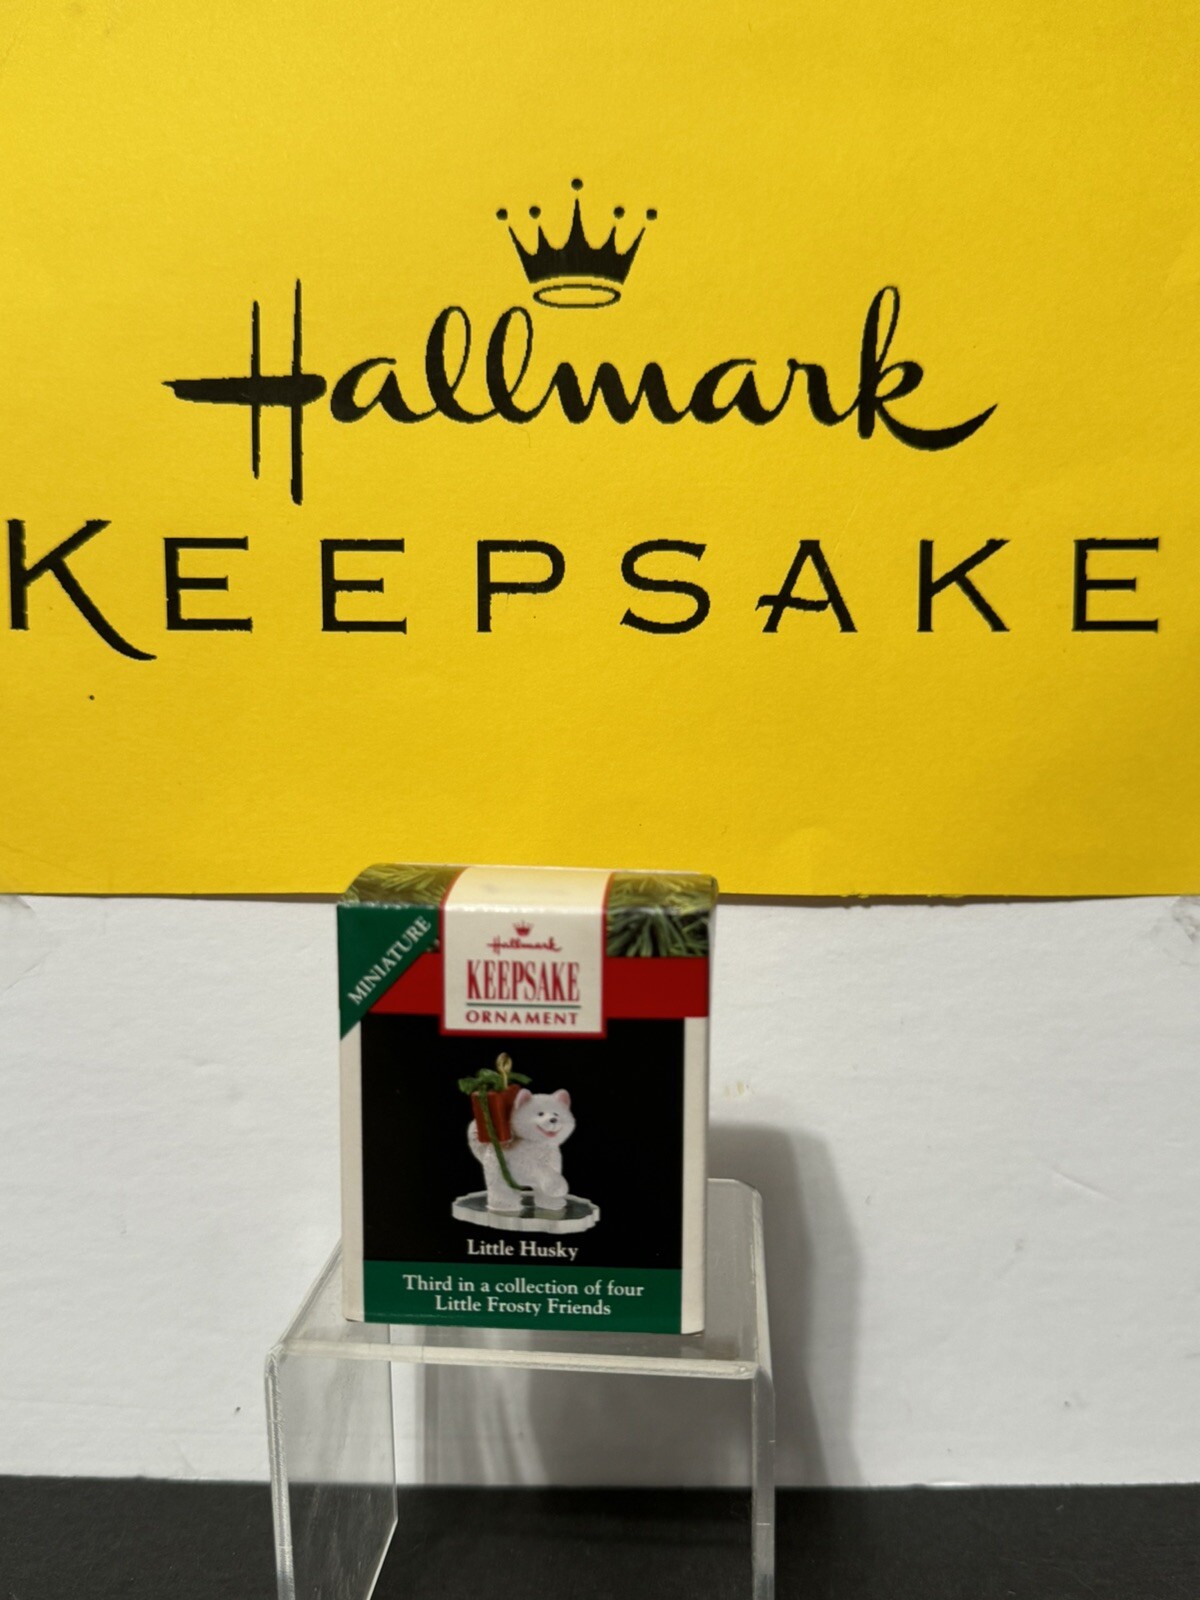 Hallmark
KEEPSAKE
MINIATURE
Hallmark
KEEPSAKE
ORNAMENT
Little Husky
Third in a collection of four
Little Frosty Friends